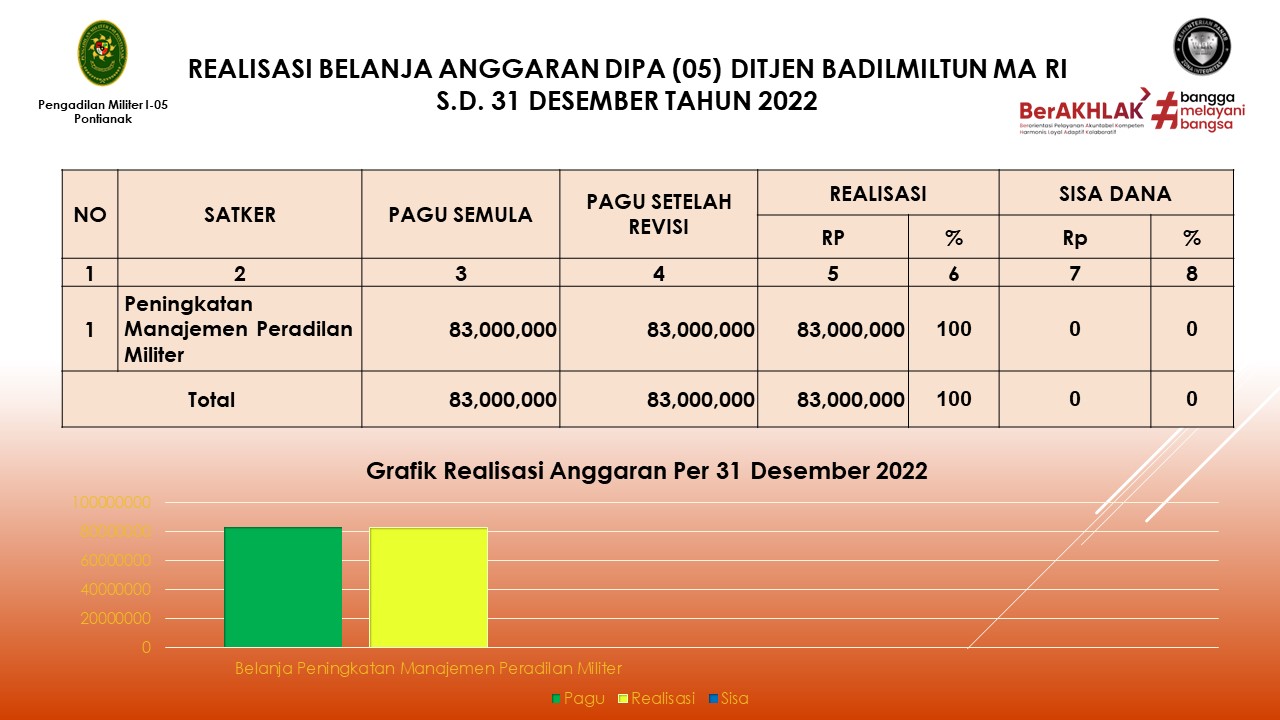 REALISASI BELANJA ANGGARAN DIPA (05) DITJEN BADILMILTUN MA RI
S.D. 31 DESEMBER TAHUN 2022
Pengadilan Militer I-05
Pontianak
BerAKHLAK
Berorientasi Pelayanan Akuntabel Kompeten
Harmonis Loyal Adaptif Kolaboratif
#bangga
melayani
bangsa
NO SATKER PAGU SEMULA PAGU SETELAH REVISI REALISASI SISA DANA
RP % Rp %
1 2 3 4 5 6 7 8
1 Peningkatan Manajemen Peradilan Militer 83,000,000 83,000,000 83,000,000 100 0 0
Total 83,000,000 83,000,000 83,000,000 100 0 0
Grafik Realisasi Anggaran Per 31 Desember 2022
100000000
80000000
60000000
40000000
20000000
0
Belanja Peningkatan Manajemen Peradilan Militer
Pagu Realisasi Sisa